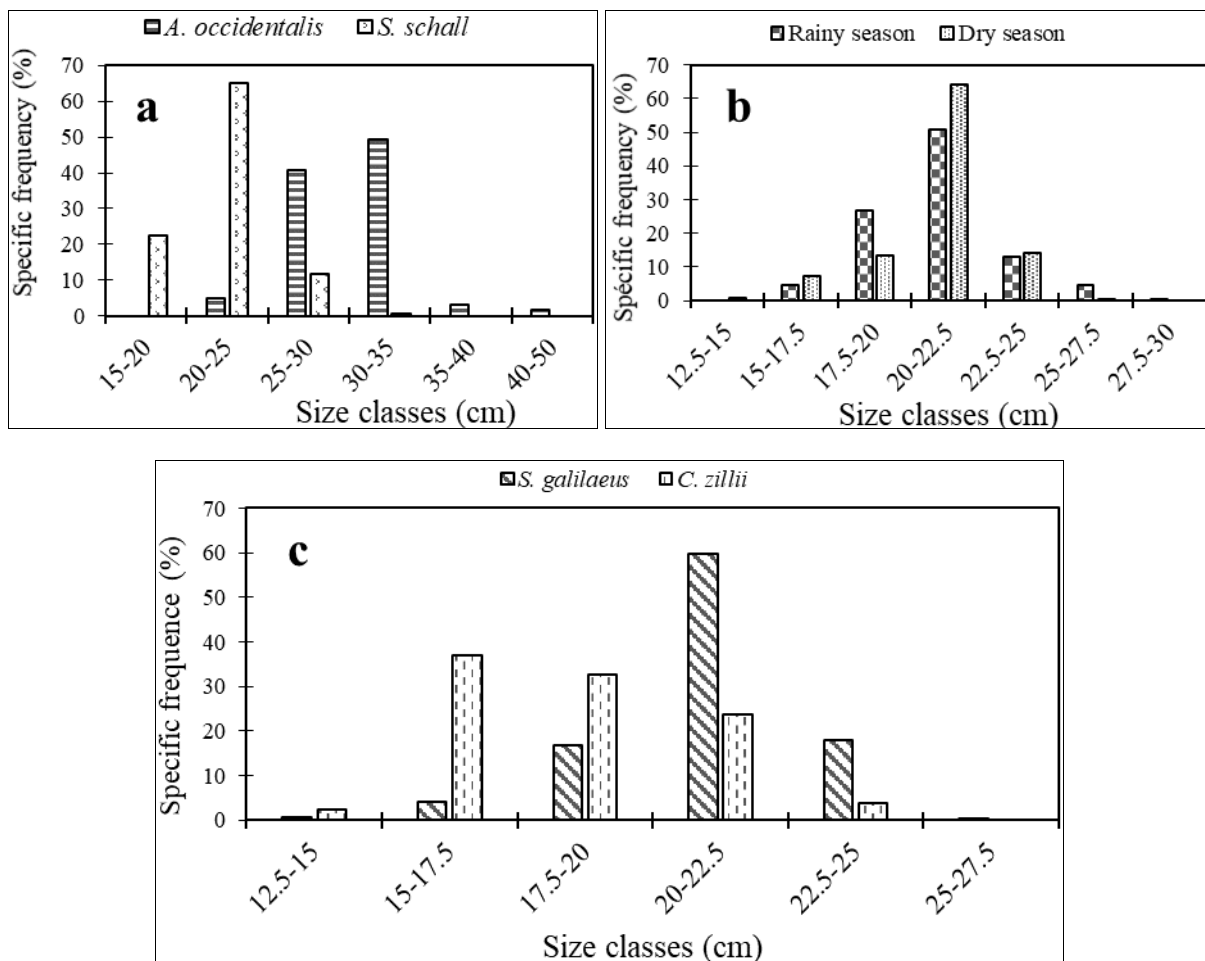 A. occidentalis S. schall
Specific frequency (%)
70
60
50
40
30
20
10
0
a
15-20 20-25 25-30 30-35 35-40 40-50
Size classes (cm)
Rainy season Dry season
Spécific frequency (%)
70
60
50
40
30
20
10
0
b
12.5-15 15-17.5 17.5-20 20-22.5 22.5-25 25-27.5 27.5-30
Size classes (cm)
S. galilaeus C. zillii
Specific frequence (%)
70
60
50
40
30
20
10
0
c
12.5-15 15-17.5 17.5-20 20-22.5 22.5-25 25-27.5
Size classes (cm)